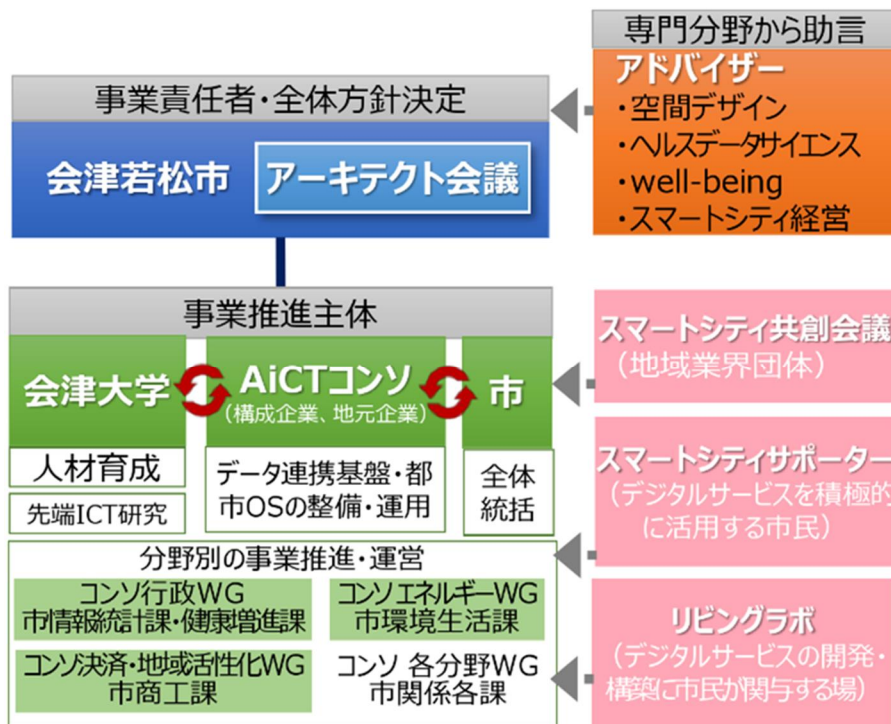 専門分野から助言
アドバイザー
・空間デザイン
・ヘルスデータサイエンス
・well-being
・スマートシティ経営
事業責任者・全体方針決定
会津若松市
アーキテクト会議
事業推進主体
会津大学
AiCTコンソ
（構成企業、地元企業）
市
人材育成
先端ICT研究
データ連携基盤・都
市OSの整備・運用
全体
統括
分野別の事業推進・運営
コンソ行政WG
市情報統計課・健康増進課
コンソエネルギーWG
市環境生活課
コンソ決済・地域活性化WG
市商工課
コンソ 各分野WG
市関係各課
スマートシティ共創会議
（地域業界団体）
スマートシティサポーター
（デジタルサービスを積極的
に活用する市民）
リビングラボ
（デジタルサービスの開発・
構築に市民が関与する場）